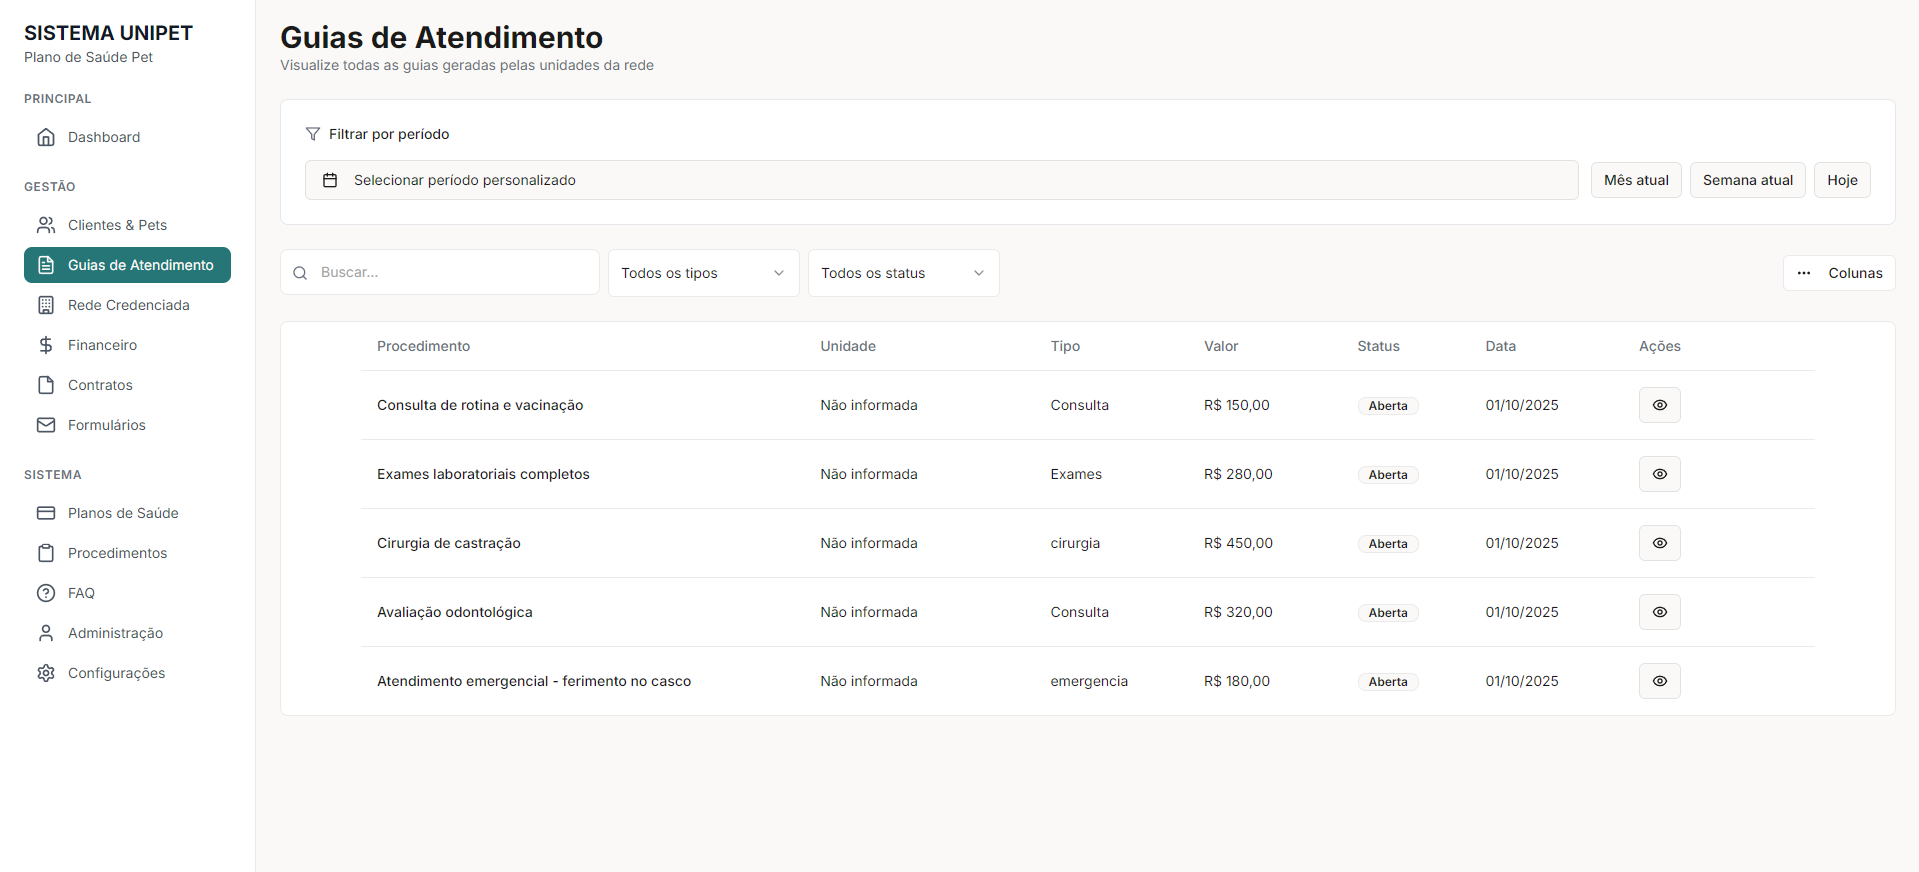 SISTEMA UNIPET
Plano de Saúde Pet
PRINCIPAL
Dashboard
GESTÃO
Clientes & Pets
Guias de Atendimento
Rede Credenciada
Financeiro
Contratos
Formulários
SISTEMA
Planos de Saúde
Procedimentos
FAQ
Administração
Configurações
Guias de Atendimento
Visualize todas as guias geradas pelas unidades da rede
Filtrar por período
Selecionar período personalizado
Mês atual
Semana atual
Hoje
Buscar...
Todos os tipos
Todos os status
Colunas
Procedimento Unidade Tipo Valor Status Data Ações
Consulta de rotina e vacinação Não informada Consulta R$ 150,00 Aberta 01/10/2025
Exames laboratoriais completos Não informada Exames R$ 280,00 Aberta 01/10/2025
Cirurgia de castração Não informada cirurgia R$ 450,00 Aberta 01/10/2025
Avaliação odontológica Não informada Consulta R$ 320,00 Aberta 01/10/2025
Atendimento emergencial - ferimento no casco Não informada emergencia R$ 180,00 Aberta 01/10/2025